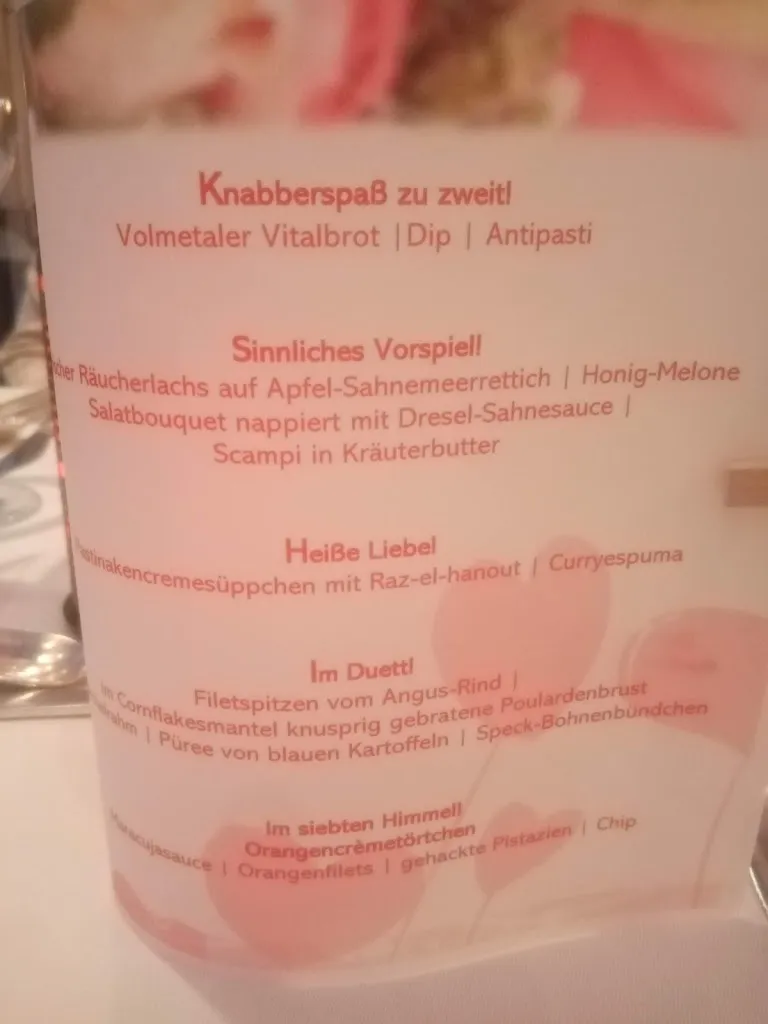 Knabberspaß zu zweit!
Volmetaler Vitalbrot | Dip | Antipasti
Sinnliches Vorspiel!
Räucherlachs auf Apfel-Sahnemeerrettich | Honig-Melone
Salatbouquet nappiert mit Dresel-Sahnesauce |
Scampi in Kräuterbutter
Heiße Liebe!
Pastinakencremesüppchen mit Raz-el-hanout | Curryespuma
Im Duett!
Filetspitzen vom Angus-Rind |
Im Cornflakesmantel knusprig gebratene Poulardenbrust
| Püree von blauen Kartoffeln | Speck-Bohnenbündchen
Im siebten Himmel!
Orangencrèmetörtchen
Maracujasauce | Orangenfilets | gehackte Pistazien | Chip